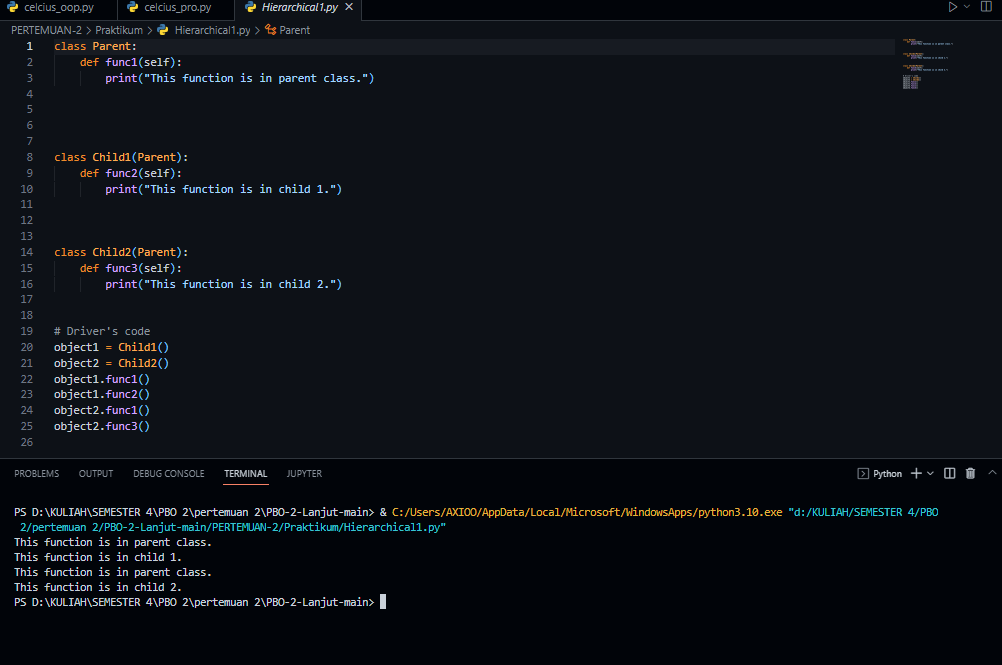 celcius_oop.py celcius_pro.py Hierarchical1.py ✕
PERTEMUAN-2 > Praktikum > Hierarchical1.py > Parent
1 class Parent:
2     def func1(self):
3         print("This function is in parent class.")
4
5
6
7
8 class Child1(Parent):
9     def func2(self):
10         print("This function is in child 1.")
11
12
13
14 class Child2(Parent):
15     def func3(self):
16         print("This function is in child 2.")
17
18
19 # Driver's code
20 object1 = Child1()
21 object2 = Child2()
22 object1.func1()
23 object1.func2()
24 object2.func1()
25 object2.func3()
26
PROBLEMS OUTPUT DEBUG CONSOLE TERMINAL JUPYTER Python
PS D:\KULIAH\SEMESTER 4\PBO 2\pertemuan 2\PBO-2-Lanjut-main> & C:/Users/AXIOO/AppData/Local/Microsoft/WindowsApps/python3.10.exe "d:/KULIAH/SEMESTER 4/PBO
2/pertemuan 2/PBO-2-Lanjut-main/PERTEMUAN-2/Praktikum/Hierarchical1.py"
This function is in parent class.
This function is in child 1.
This function is in parent class.
This function is in child 2.
PS D:\KULIAH\SEMESTER 4\PBO 2\pertemuan 2\PBO-2-Lanjut-main>